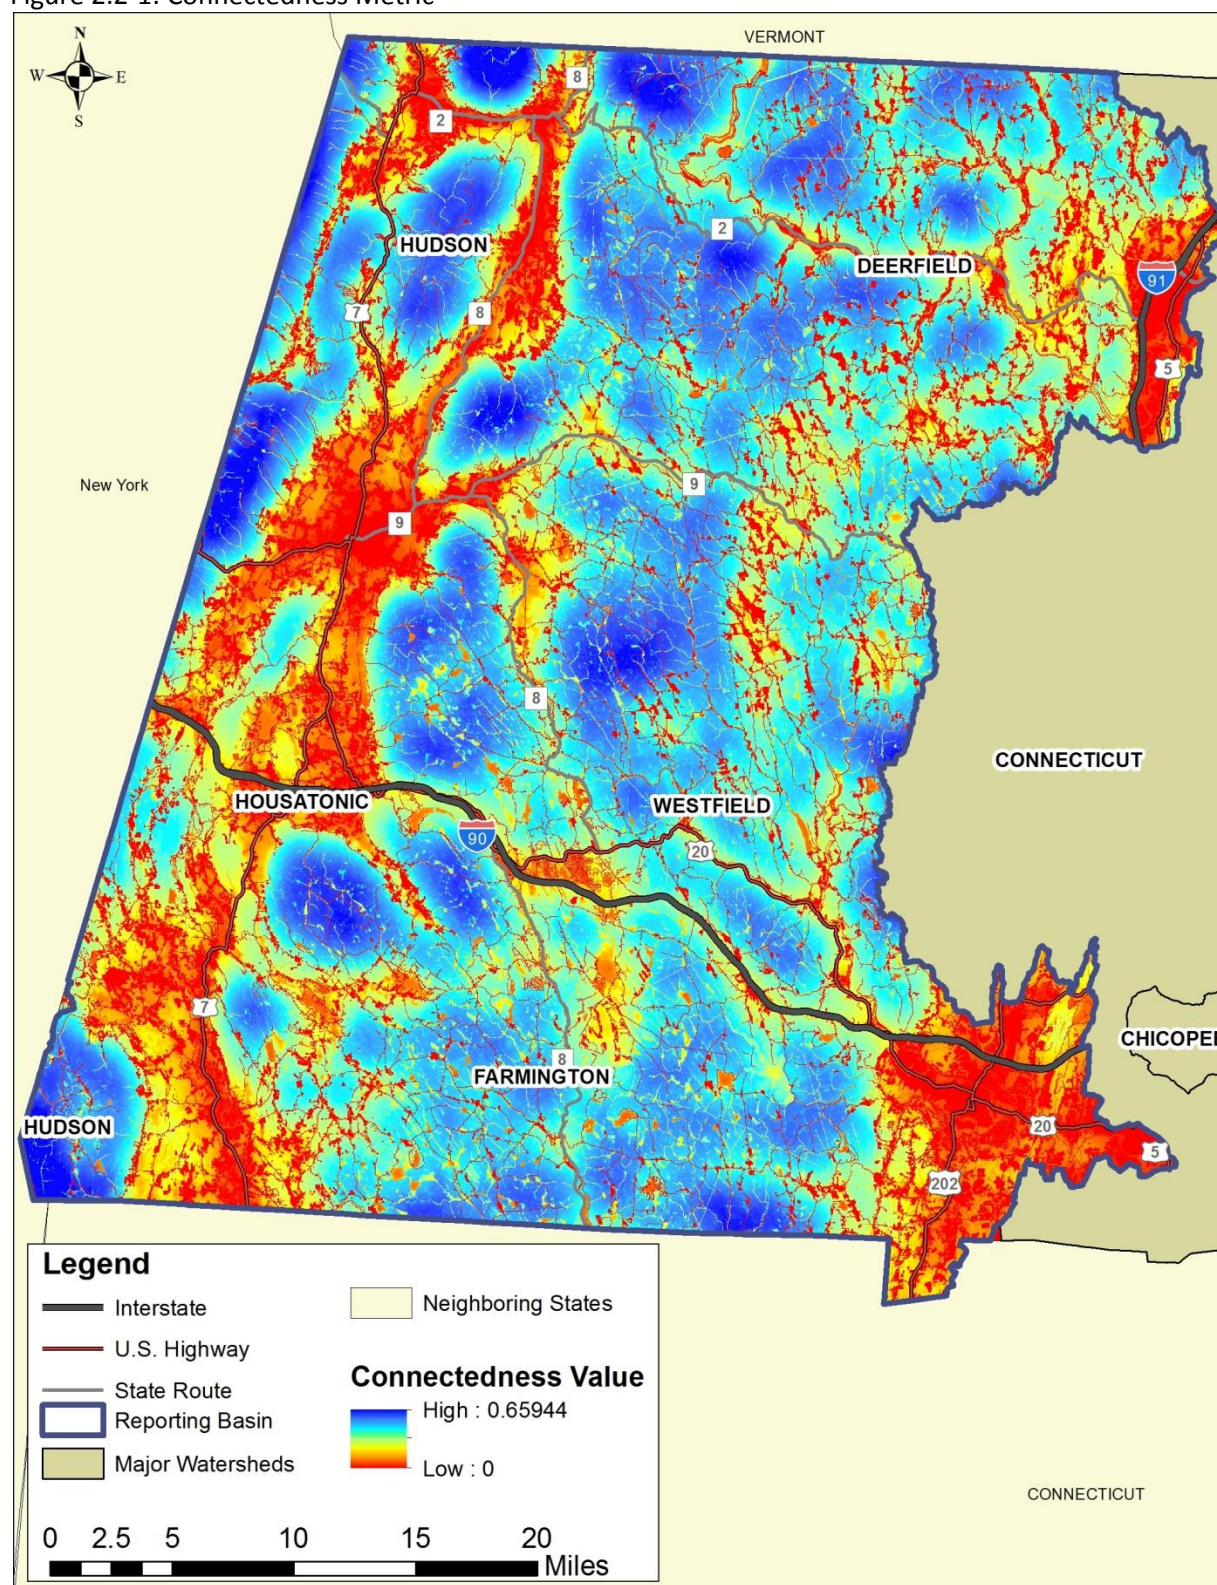 Figure 2.2-1: Connectedness Metric
N
W E
S
VERMONT
8
2
2
HUDSON
DEERFIELD
91
7
8
5
New York
9
9
8
CONNECTICUT
HOUSATONIC
WESTFIELD
90
20
7
8
FARMINGTON
CHICOPEE
HUDSON
20
5
202
Legend
Interstate
U.S. Highway
State Route
Reporting Basin
Major Watersheds
Neighboring States
Connectedness Value
High : 0.65944
Low : 0
CONNECTICUT
0 2.5 5 10 15 20
Miles